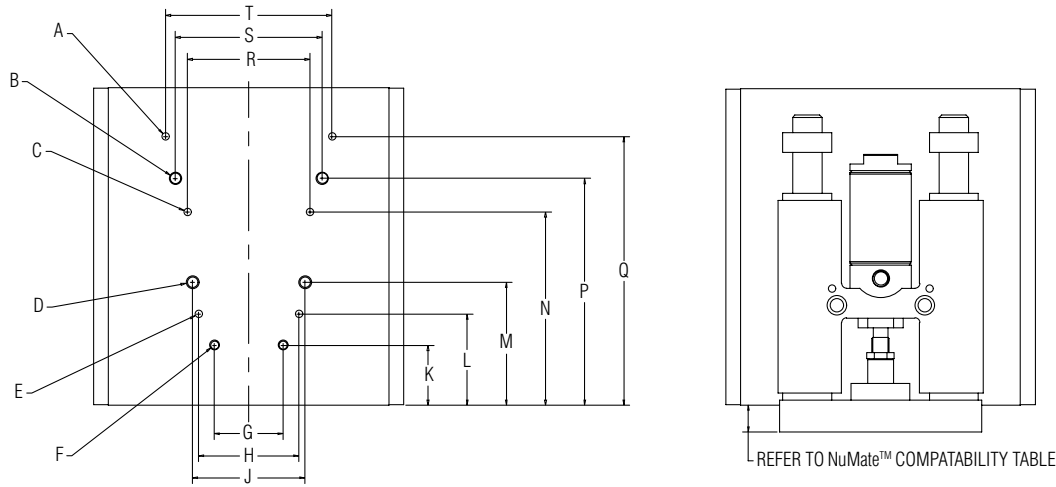 T
S
A
R
B
C
Q
P
N
D
M
L
E
K
F
G
H
J
REFER TO NuMate™ COMPATABILITY TABLE